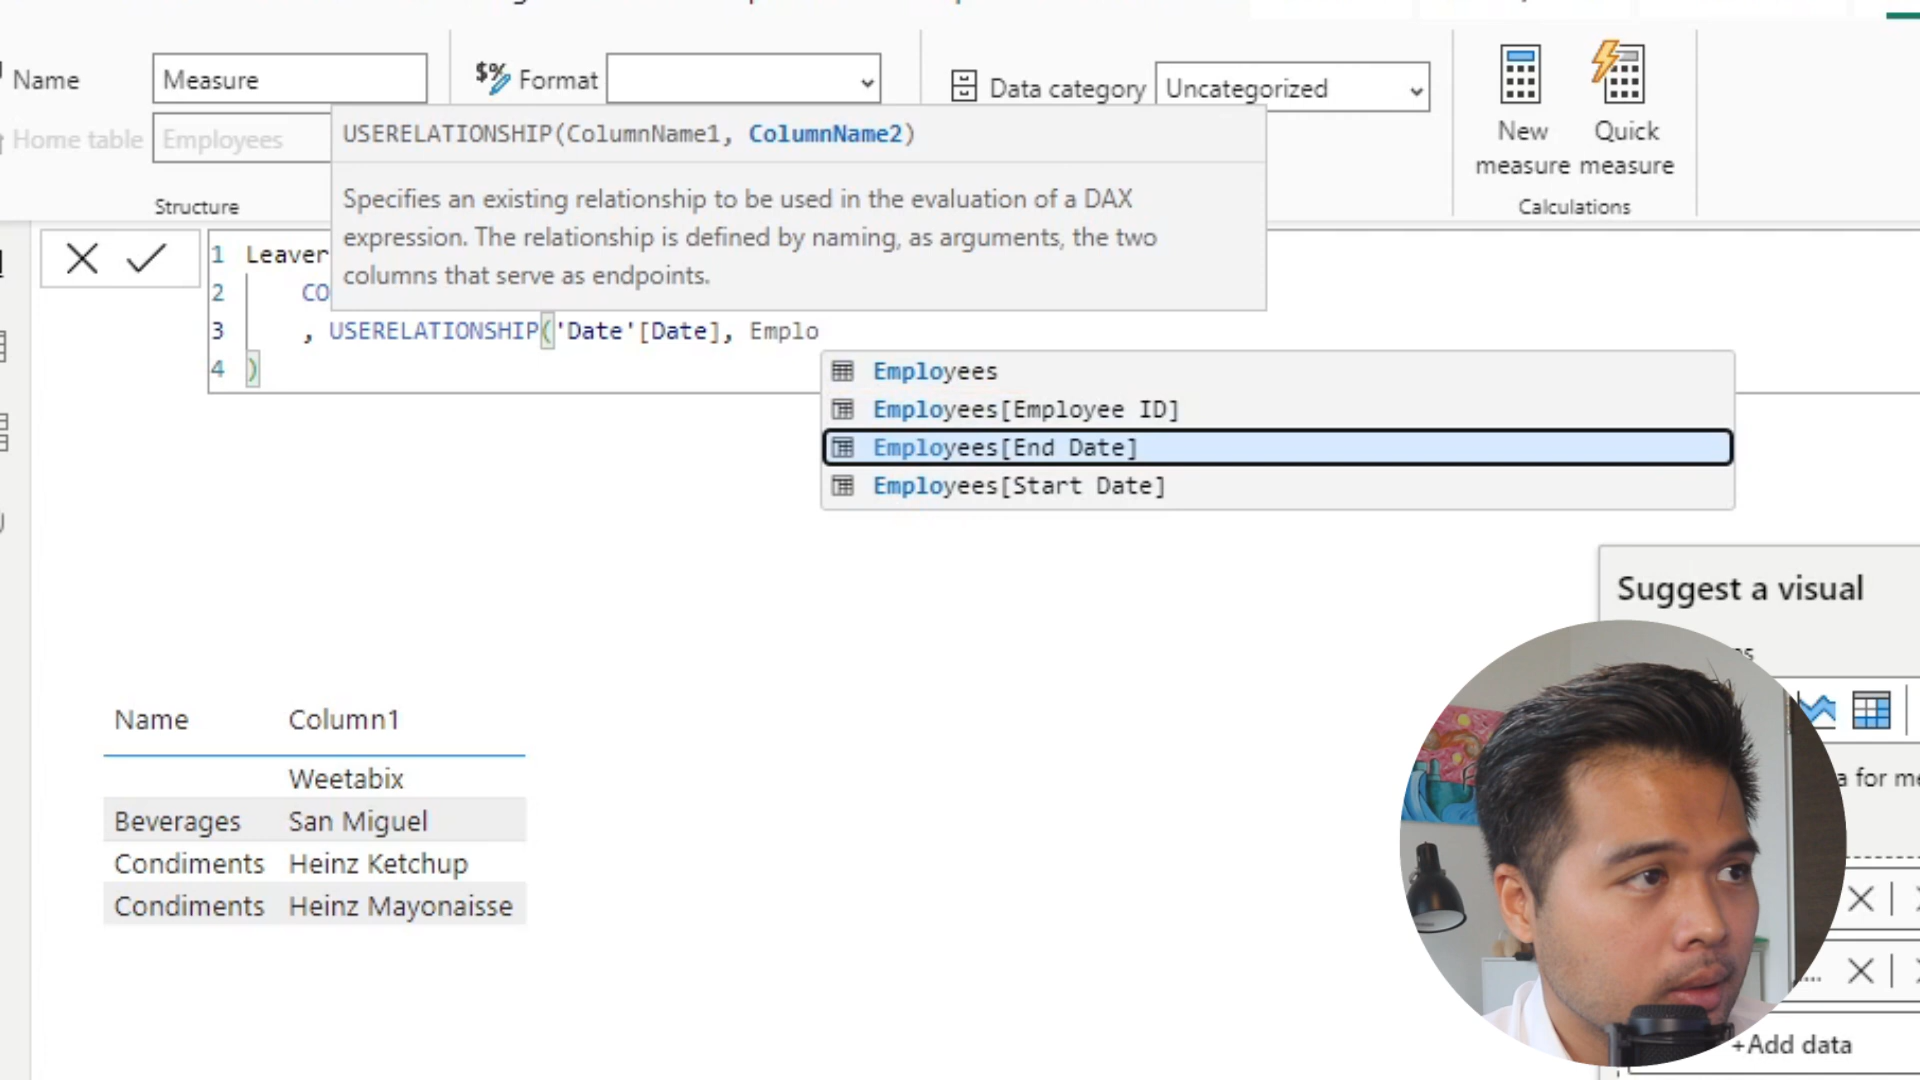 Name
Measure
Format
Data category
Uncategorized
New
measure
Quick
measure
Home table
Employees
Structure
Calculations
USERELATIONSHIP(ColumnName1, ColumnName2)
Specifies an existing relationship to be used in the evaluation of a DAX
expression. The relationship is defined by naming, as arguments, the two
columns that serve as endpoints.
1 Leaver
2 CO
3 , USERELATIONSHIP('Date'[Date], Emplo
4 )
Employees
Employees[Employee ID]
Employees[End Date]
Employees[Start Date]
Suggest a visual
Name Column1
Weetabix
Beverages San Miguel
Condiments Heinz Ketchup
Condiments Heinz Mayonaisse
a for me
...
+Add data